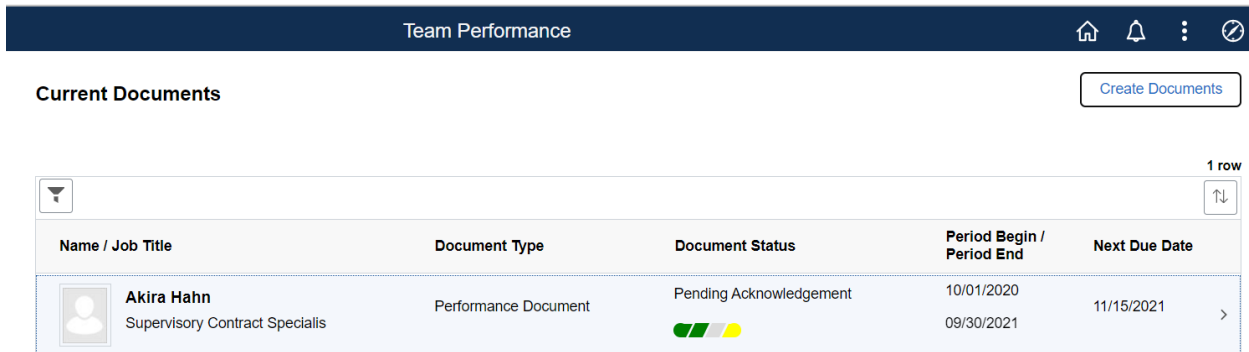 Team Performance
Current Documents
Create Documents
1 row
Name / Job Title
Document Type
Document Status
Period Begin /
Period End
Next Due Date
Akira Hahn
Supervisory Contract Specialis
Performance Document
Pending Acknowledgement
10/01/2020
09/30/2021
11/15/2021